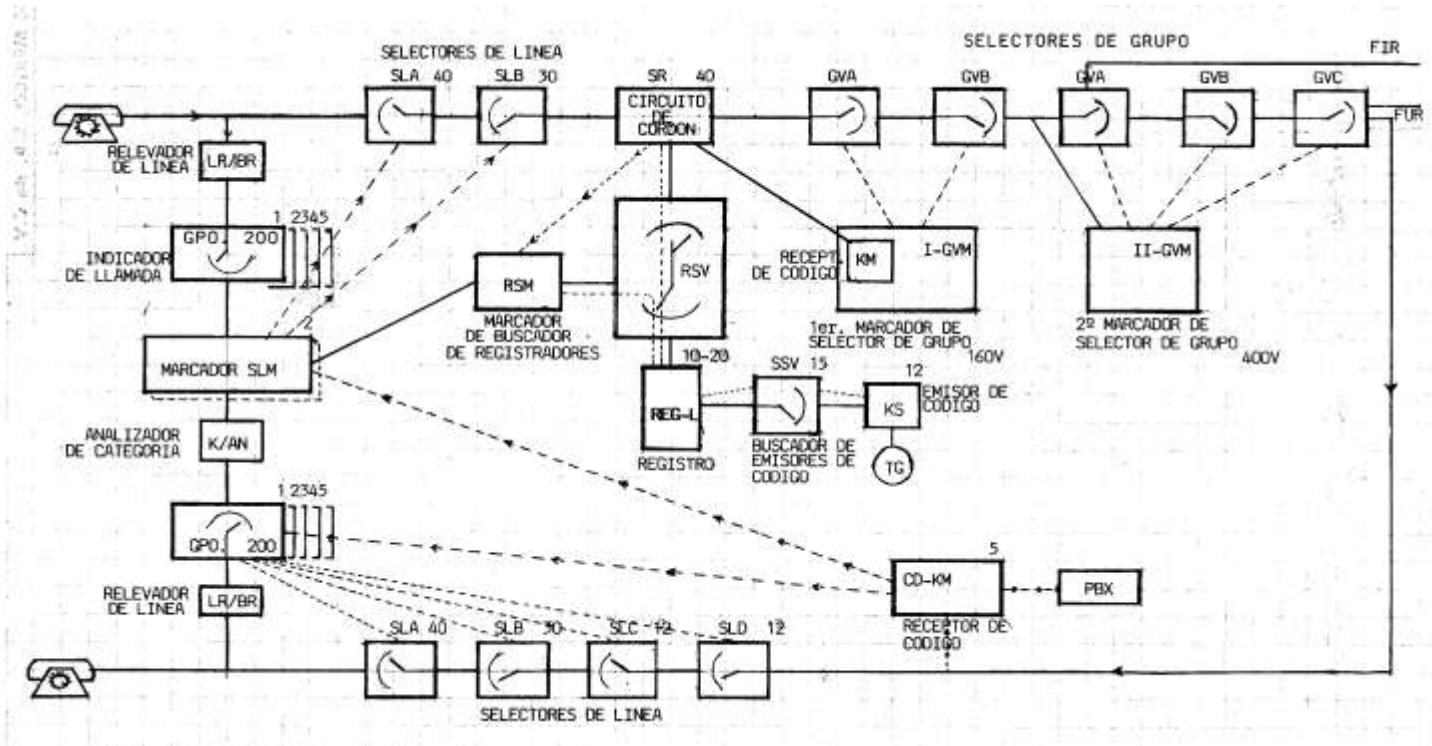 SELECTORES DE LINEA
SELECTORES DE GRUPO
FIR
SLA 40
SLB 30
SR 40
GVA
GVB
GVA
GVB
GVC
CIRCUITO
DE
CORDON
FUR
RELEVADOR
DE LINEA
LR/BR
1 2345
GPO. 200
INDICADOR
DE LLAMADA
RSM
MARCADOR
DE BUSCADOR
DE REGISTRADORES
RSV
RECEPT.
DE CODIGO
KM
I-GVM
1er. MARCADOR DE
SELECTOR DE GRUPO
160V
II-GVM
2º MARCADOR DE
SELECTOR DE GRUPO
400V
2
MARCADOR SLM
10-20
REG-L
REGISTRO
SSV 15
BUSCADOR DE
EMISORES DE
CODIGO
12
KS
EMISOR DE
CODIGO
TG
ANALIZADOR
DE CATEGORIA
K/AN
1 2345
GPO. 200
RELEVADOR
DE LINEA
LR/BR
5
CD-KM
RECEPTOR DE
CODIGO
PBX
SLA 40
SLB 30
SLC 12
SLD 12
SELECTORES DE LINEA